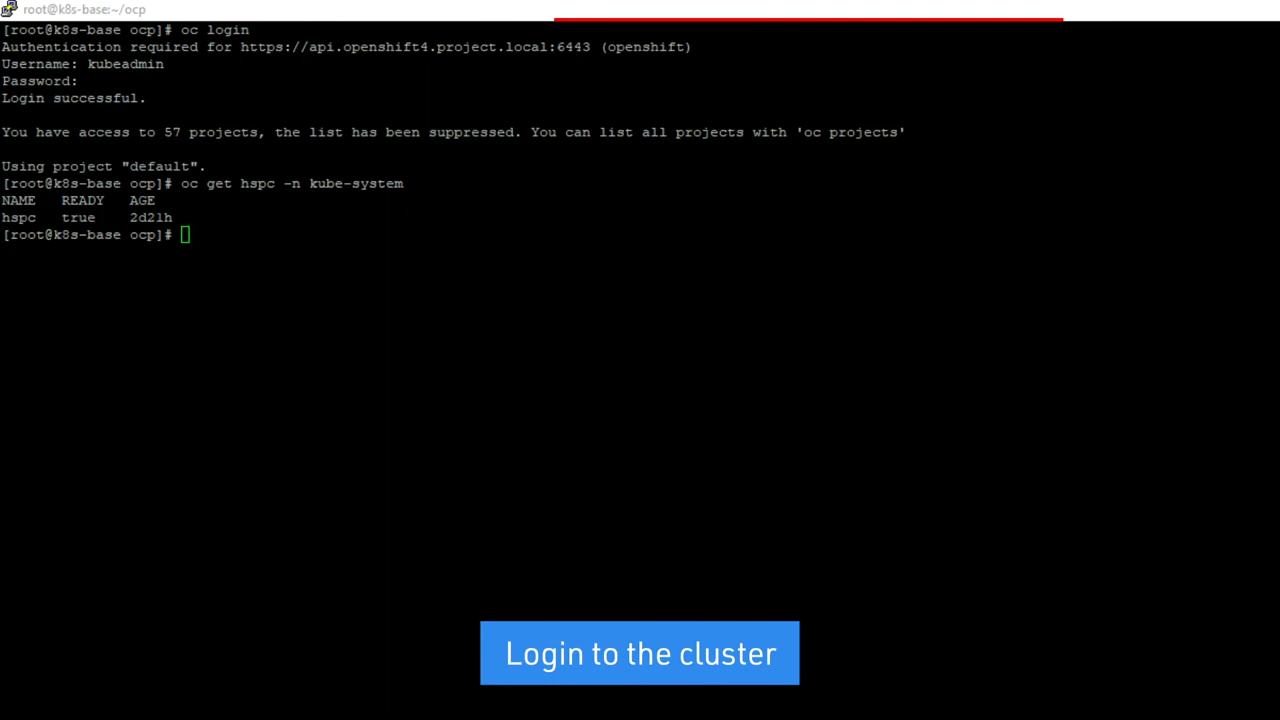 root@k8s-base:~/ocp
[root@k8s-base ocp]# oc login
Authentication required for https://api.openshift4.project.local:6443 (openshift)
Username: kubeadmin
Password:
Login successful.
You have access to 57 projects, the list has been suppressed. You can list all projects with 'oc projects'
Using project "default".
[root@k8s-base ocp]# oc get hspc -n kube-system
NAME   READY   AGE
hspc   true    2d21h
[root@k8s-base ocp]#
Login to the cluster